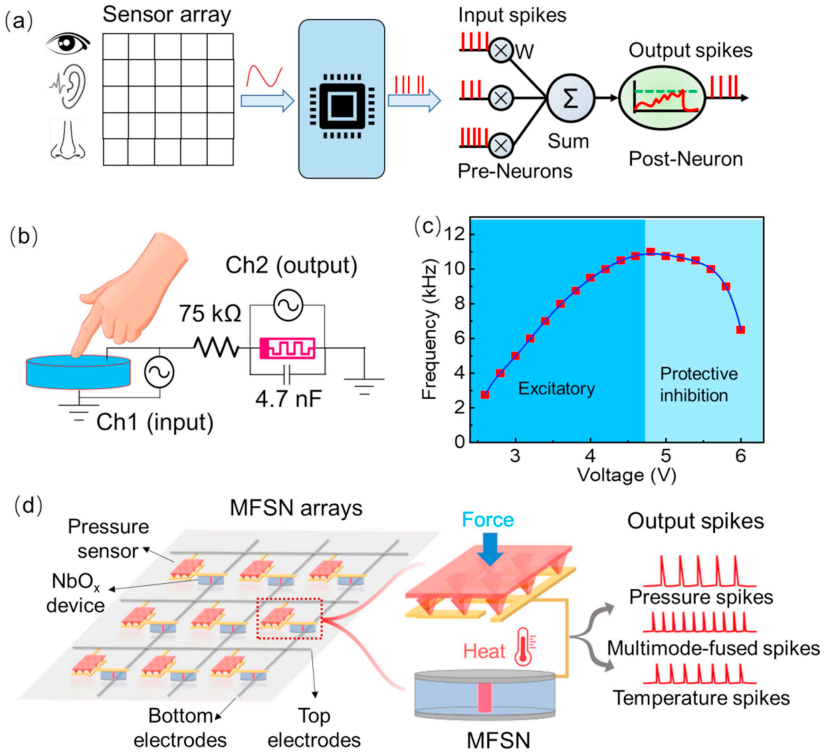 (a)
Sensor array
Input spikes
W
Output spikes
Σ
Sum
Pre-Neurons
Post-Neuron
(b)
Ch2 (output)
75 kΩ
4.7 nF
Ch1 (input)
(c)
12
10
8
6
4
2
0
Frequency (kHz)
Excitatory
Protective
inhibition
3
4
5
6
Voltage (V)
(d)
MFSN arrays
Pressure
sensor
NbOx
device
Bottom
electrodes
Top
electrodes
Force
Heat
MFSN
Output spikes
Pressure spikes
Multimode-fused spikes
Temperature spikes